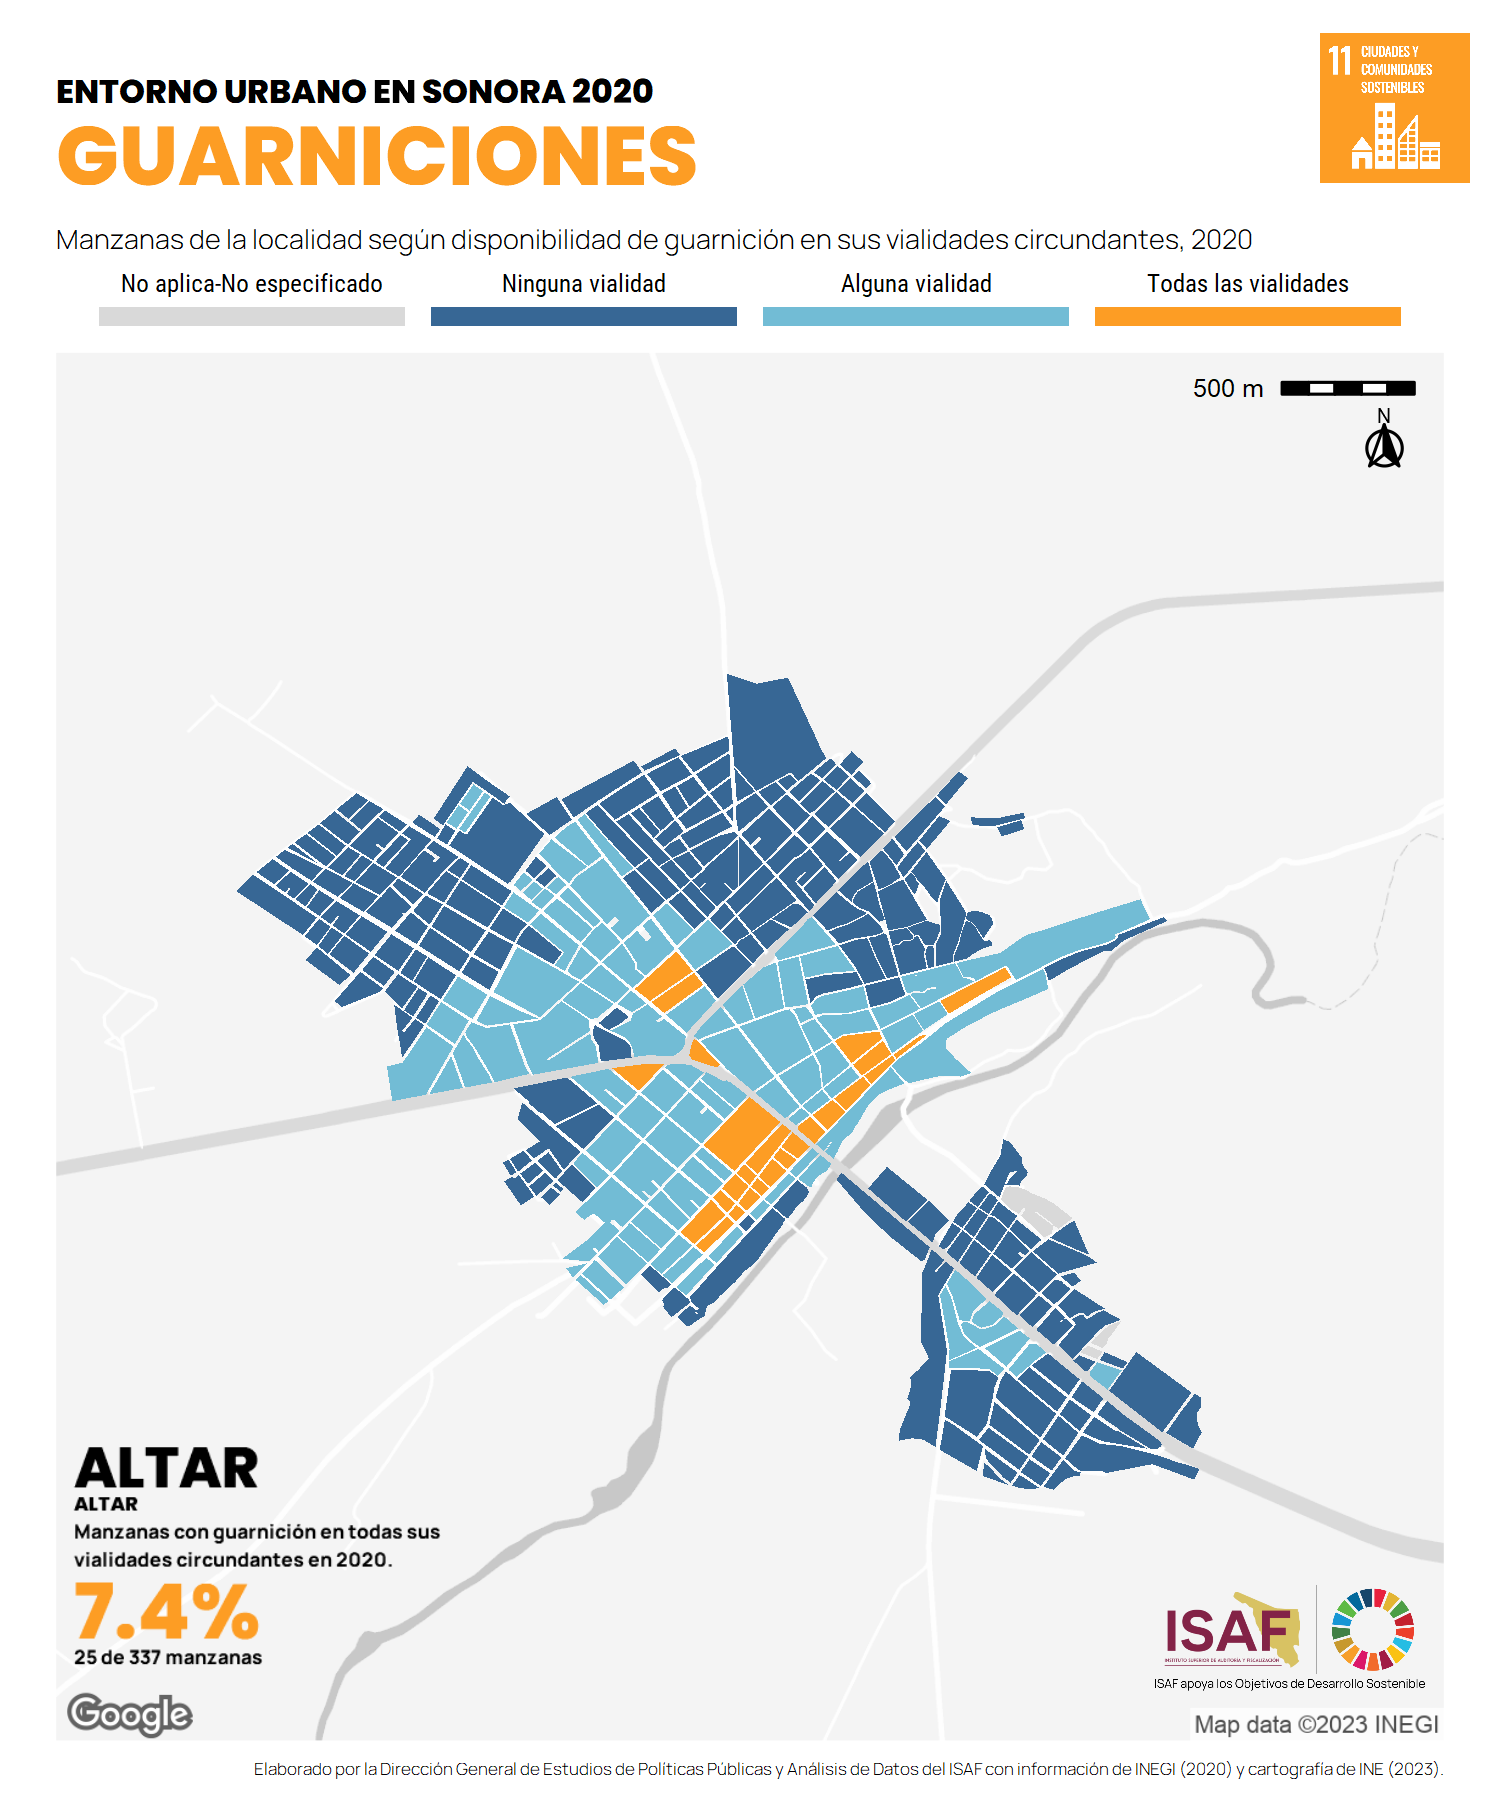 ENTORNO URBANO EN SONORA 2020
GUARNICIONES
11 CIUDADES Y
COMUNIDADES
SOSTENIBLES
Manzanas de la localidad según disponibilidad de guarnición en sus vialidades circundantes, 2020
No aplica-No especificado
Ninguna vialidad
Alguna vialidad
Todas las vialidades
500 m
N
ALTAR
ALTAR
Manzanas con guarnición en todas sus
vialidades circundantes en 2020.
7.4%
25 de 337 manzanas
Google
ISAF
INSTITUTO SUPERIOR DE AUDITORÍA Y FISCALIZACIÓN
ISAF apoya los Objetivos de Desarrollo Sostenible
Map data ©2023 INEGI
Elaborado por la Dirección General de Estudios de Políticas Públicas y Análisis de Datos del ISAF con información de INEGI (2020) y cartografía de INE (2023).